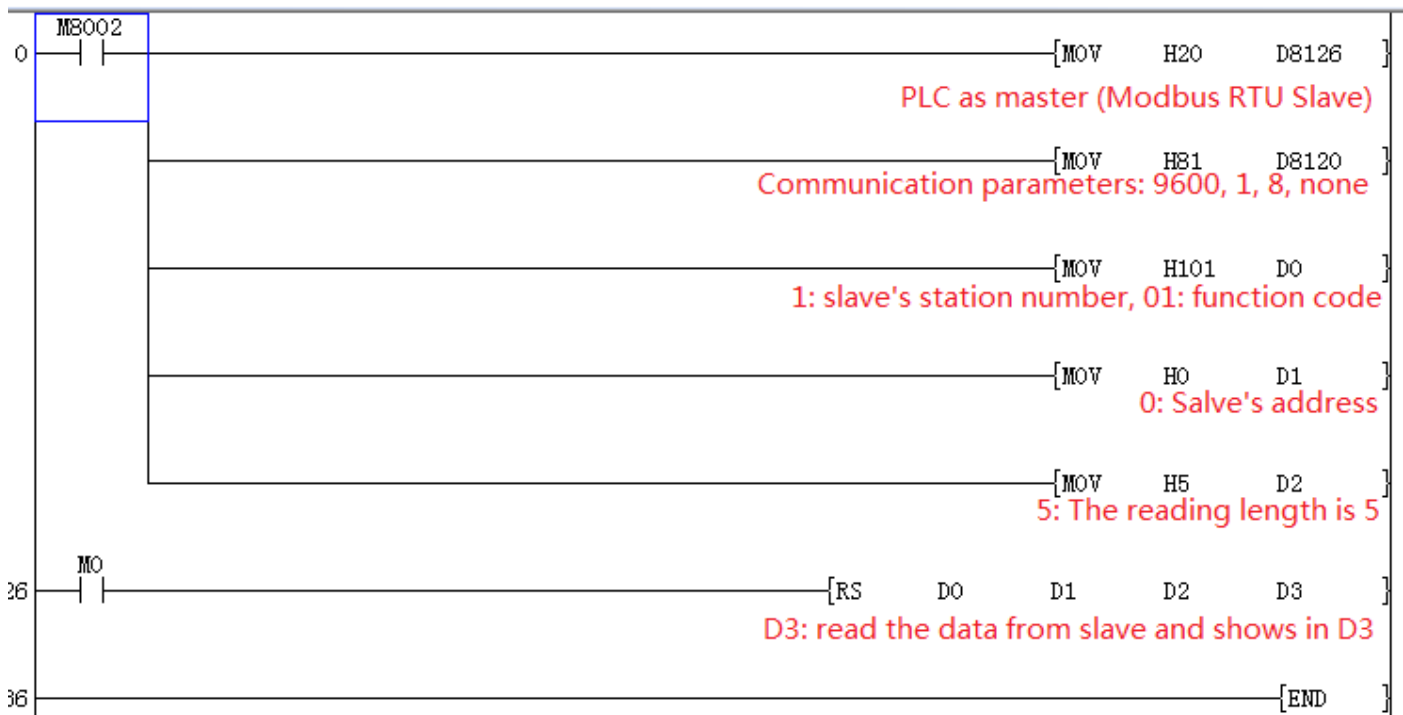 M8002
0 [MOV H20 D8126 ]
PLC as master (Modbus RTU Slave)
[MOV H81 D8120 ]
Communication parameters: 9600, 1, 8, none
[MOV H101 D0 ]
1: slave's station number, 01: function code
[MOV H0 D1 ]
0: Salve's address
[MOV H5 D2 ]
5: The reading length is 5
M0
26 [RS D0 D1 D2 D3 ]
D3: read the data from slave and shows in D3
36 [END ]